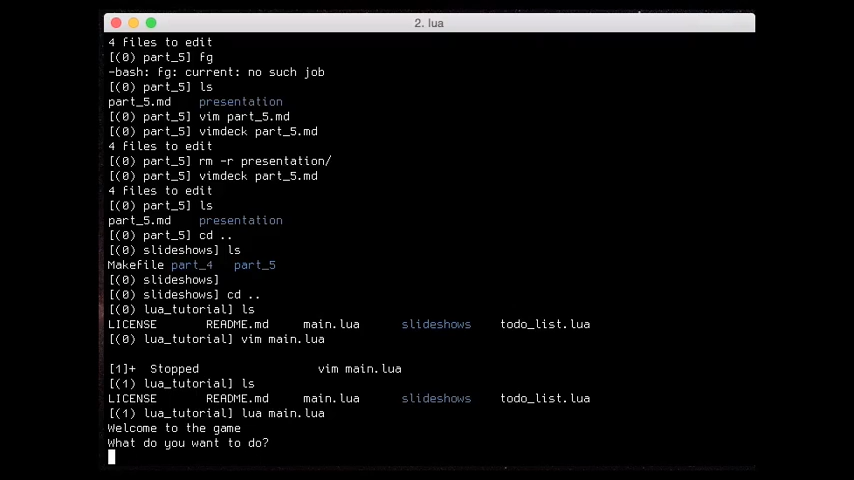 2. lua
4 files to edit
[(0) part_5] fg
-bash: fg: current: no such job
[(0) part_5] ls
part_5.md presentation
[(0) part_5] vim part_5.md
[(0) part_5] vimdeck part_5.md
4 files to edit
[(0) part_5] rm -r presentation/
[(0) part_5] vimdeck part_5.md
4 files to edit
[(0) part_5] ls
part_5.md presentation
[(0) part_5] cd ..
[(0) slideshows] ls
Makefile part_4 part_5
[(0) slideshows]
[(0) slideshows] cd ..
[(0) lua_tutorial] ls
LICENSE README.md main.lua slideshows todo_list.lua
[(0) lua_tutorial] vim main.lua
[1]+ Stopped vim main.lua
[(1) lua_tutorial] ls
LICENSE README.md main.lua slideshows todo_list.lua
[(1) lua_tutorial] lua main.lua
Welcome to the game
What do you want to do?